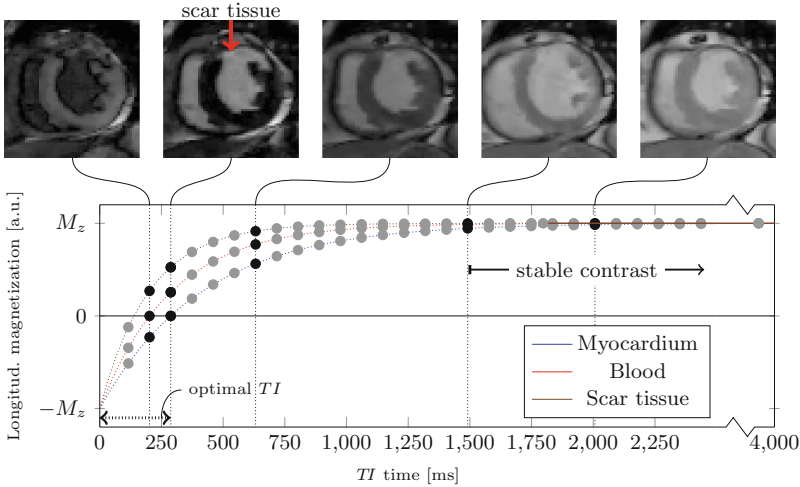 scar tissue
Longitud. magnetization [a.u.]
M_z
0
−M_z
stable contrast
optimal TI
Myocardium
Blood
Scar tissue
0 250 500 750 1,000 1,250 1,500 1,750 2,000 2,250 4,000
TI time [ms]